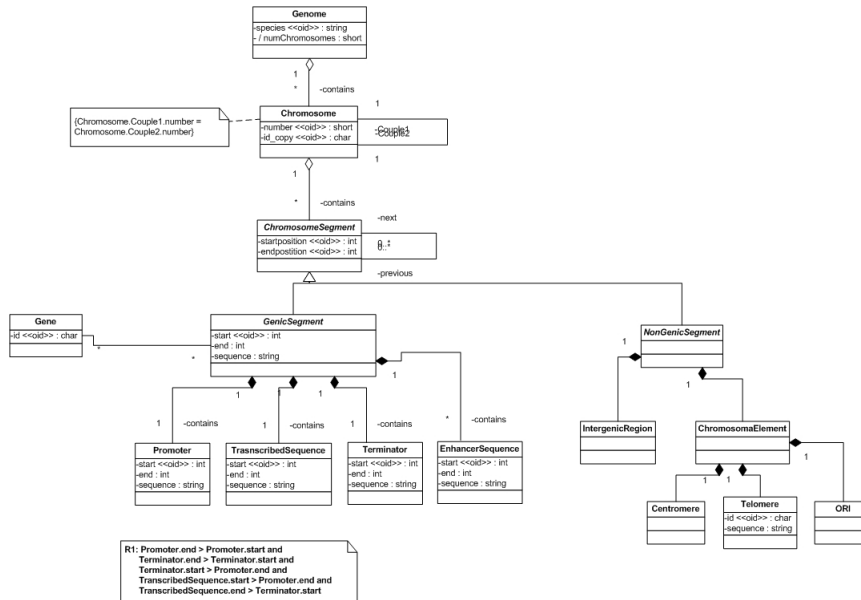 Genome
-species <<oid>> : string
- / numChromosomes : short
1
* -contains
1
{Chromosome.Couple1.number =
Chromosome.Couple2.number}
Chromosome
-number <<oid>> : short
-id_copy <<oid>> : char
-Couple1
-Couple2
1
1
* -contains
-next
ChromosomeSegment
-startposition <<oid>> : int
-endpostition <<oid>> : int
0..*
0..*
-previous
Gene
-id <<oid>> : char
*
*
GenicSegment
-start <<oid>> : int
-end : int
-sequence : string
NonGenicSegment
1
1
1
1
1
1
1 -contains
1 -contains
1 -contains
* -contains
Promoter
-start <<oid>> : int
-end : int
-sequence : string
TrasnscribedSequence
-start <<oid>> : int
-end : int
-sequence : string
Terminator
-start <<oid>> : int
-end : int
-sequence : string
EnhancerSequence
-start <<oid>> : int
-end : int
-sequence : string
IntergenicRegion
ChromosomaElement
1
1
1
Centromere
Telomere
-id <<oid>> : char
-sequence : string
ORI
R1: Promoter.end > Promoter.start and
Terminator.end > Terminator.start and
Terminator.start > Promoter.end and
TranscribedSequence.start > Promoter.end and
TranscribedSequence.end > Terminator.start